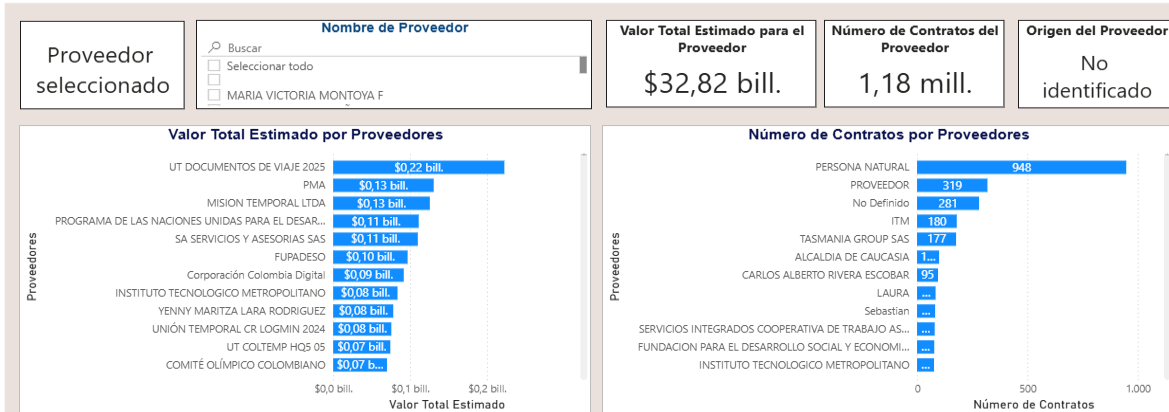 Proveedor
seleccionado
Nombre de Proveedor
Buscar
Seleccionar todo
MARIA VICTORIA MONTOYA F
Valor Total Estimado para el
Proveedor
$32,82 bill.
Número de Contratos del
Proveedor
1,18 mill.
Origen del Proveedor
No
identificado
Valor Total Estimado por Proveedores
Proveedores
UT DOCUMENTOS DE VIAJE 2025 $0,22 bill.
PMA $0,13 bill.
MISION TEMPORAL LTDA $0,13 bill.
PROGRAMA DE LAS NACIONES UNIDAS PARA EL DESAR... $0,11 bill.
SA SERVICIOS Y ASESORIAS SAS $0,11 bill.
FUPADESO $0,10 bill.
Corporación Colombia Digital $0,09 bill.
INSTITUTO TECNOLOGICO METROPOLITANO $0,08 bill.
YENNY MARITZA LARA RODRIGUEZ $0,08 bill.
UNIÓN TEMPORAL CR LOGMIN 2024 $0,08 bill.
UT COLTEMP HQ5 05 $0,07 bill.
COMITÉ OLÍMPICO COLOMBIANO $0,07 b...
$0,0 bill. $0,1 bill. $0,2 bill.
Valor Total Estimado
Número de Contratos por Proveedores
Proveedores
PERSONA NATURAL 948
PROVEEDOR 319
No Definido 281
ITM 180
TASMANIA GROUP SAS 177
ALCALDIA DE CAUCASIA 1...
CARLOS ALBERTO RIVERA ESCOBAR 95
LAURA ...
Sebastian ...
SERVICIOS INTEGRADOS COOPERATIVA DE TRABAJO AS... ...
FUNDACION PARA EL DESARROLLO SOCIAL Y ECONOMI... ...
INSTITUTO TECNOLOGICO METROPOLITANO ...
0 500 1.000
Número de Contratos